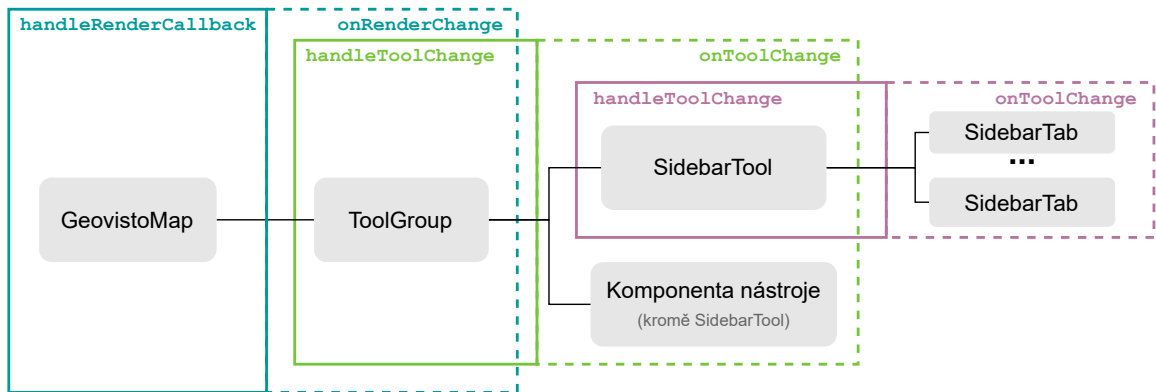 handleRenderCallback
onRenderChange
handleToolChange
onToolChange
handleToolChange
onToolChange
GeovistoMap
ToolGroup
SidebarTool
SidebarTab
...
SidebarTab
Komponenta nástroje
(kromě SidebarTool)